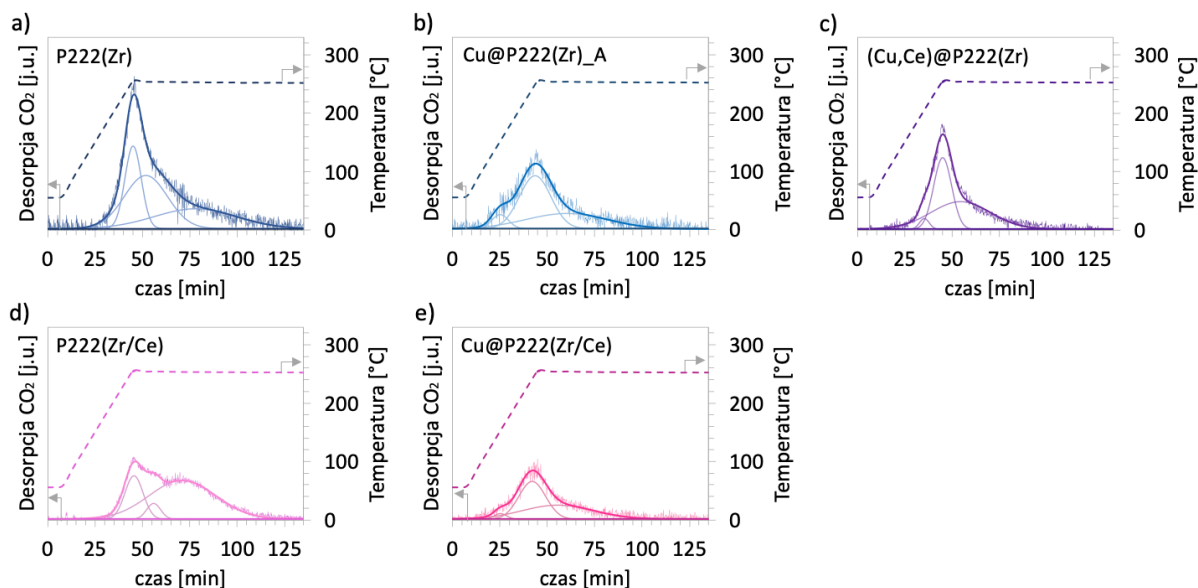 a)
P222(Zr)
Desorpcja CO₂ [j.u.]
Temperatura [°C]
300
200
100
0
0 25 50 75 100 125
czas [min]
b)
Cu@P222(Zr)_A
Desorpcja CO₂ [j.u.]
Temperatura [°C]
300
200
100
0
0 25 50 75 100 125
czas [min]
c)
(Cu,Ce)@P222(Zr)
Desorpcja CO₂ [j.u.]
Temperatura [°C]
300
200
100
0
0 25 50 75 100 125
czas [min]
d)
P222(Zr/Ce)
Desorpcja CO₂ [j.u.]
Temperatura [°C]
300
200
100
0
0 25 50 75 100 125
czas [min]
e)
Cu@P222(Zr/Ce)
Desorpcja CO₂ [j.u.]
Temperatura [°C]
300
200
100
0
0 25 50 75 100 125
czas [min]